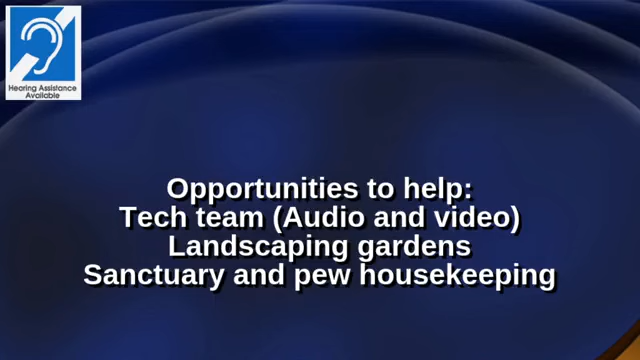 Hearing Assistance
Available
Opportunities to help:
Tech team (Audio and video)
Landscaping gardens
Sanctuary and pew housekeeping